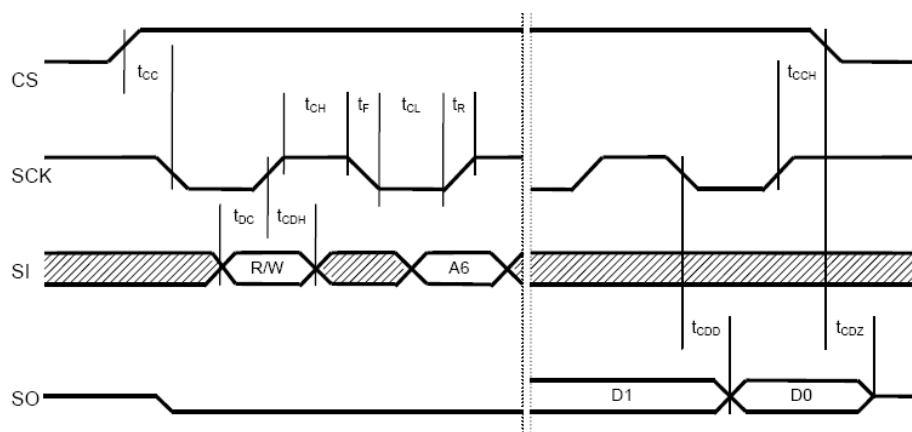 CS
tCC
tCCH
SCK
tCH
tF
tCL
tR
SI
tDC
tCDH
R/W
A6
SO
tCDD
tCDZ
D1
D0